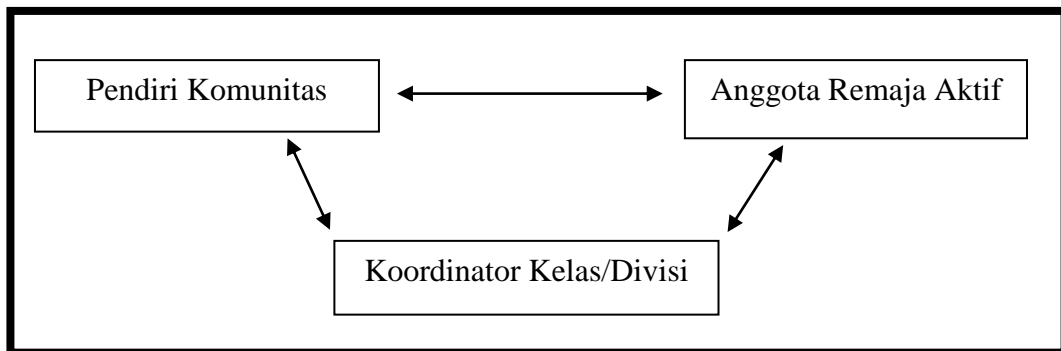 Pendiri Komunitas
Anggota Remaja Aktif
Koordinator Kelas/Divisi